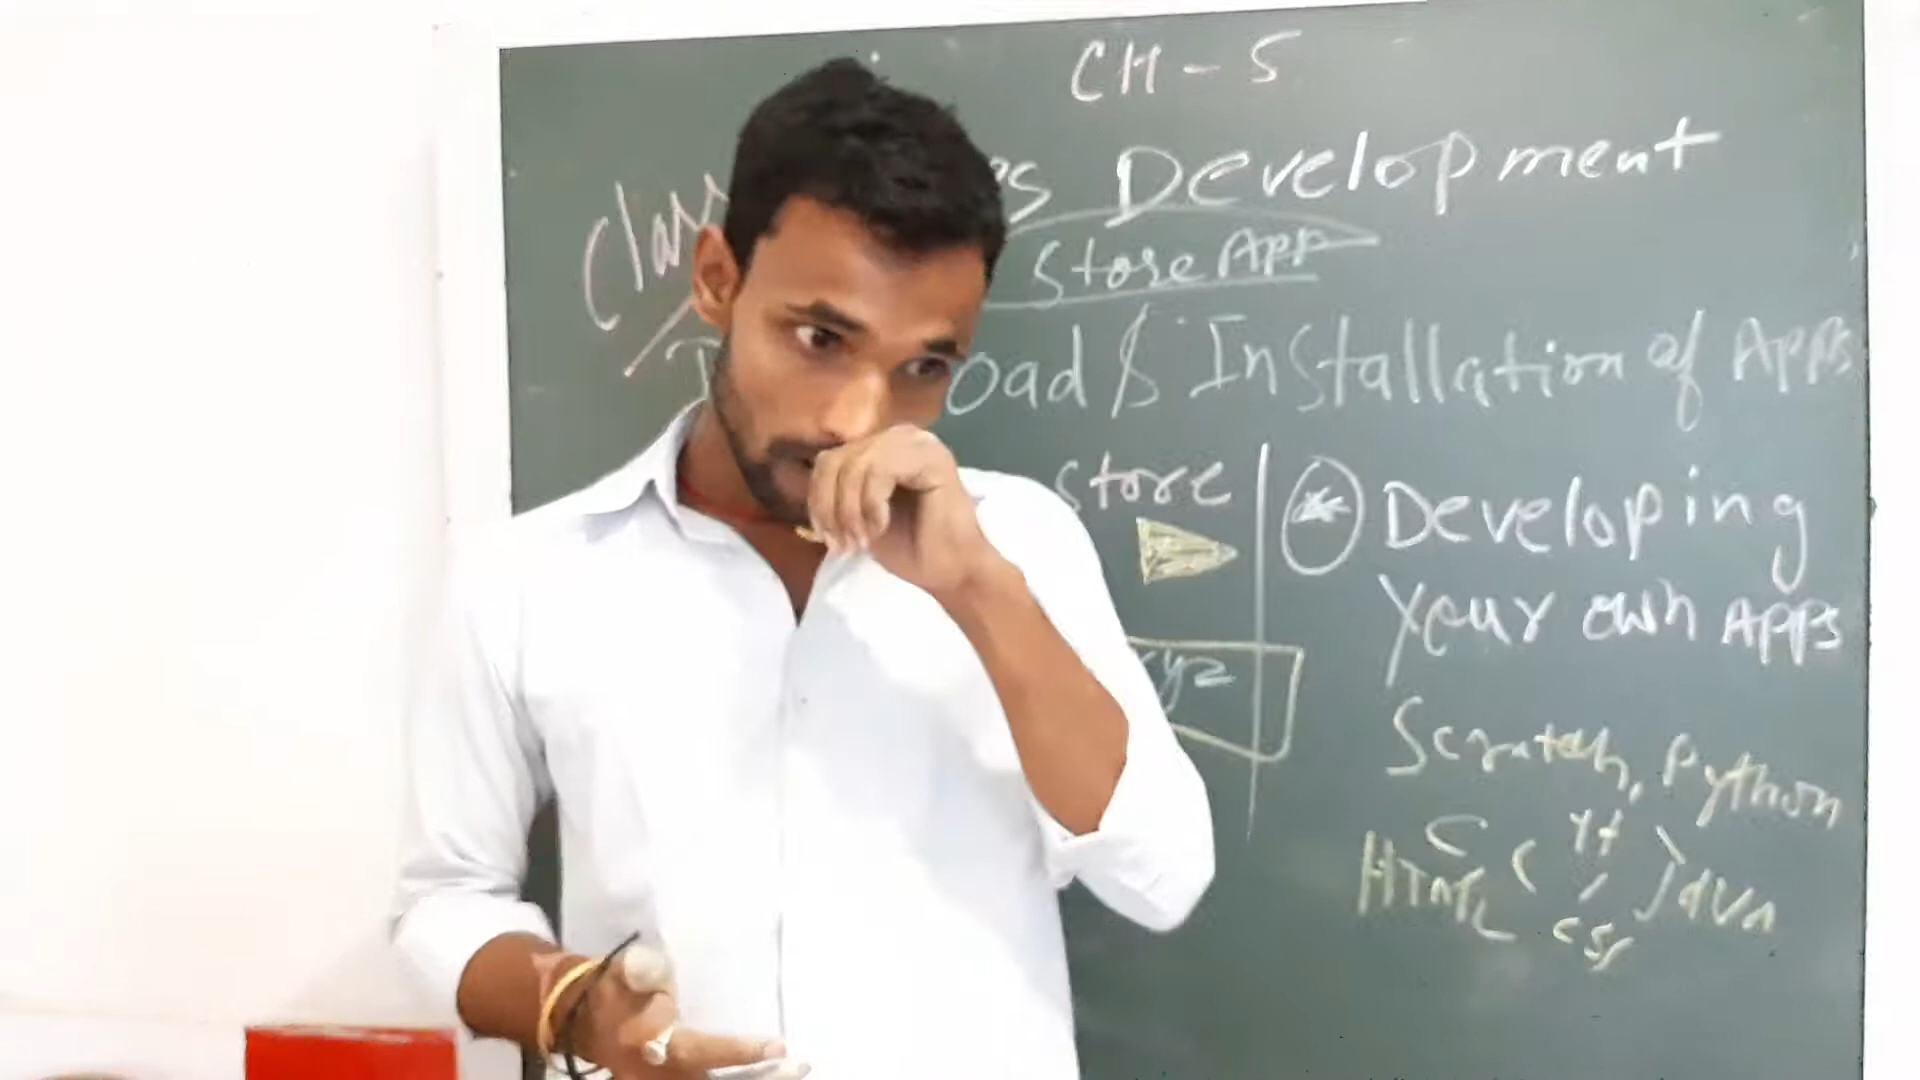 CH-5
Class
Development
Store App
oad & Installation of Apps
store
Developing
Your own APPs
xyz
Scratch, Python
C C
HTML CSS Java